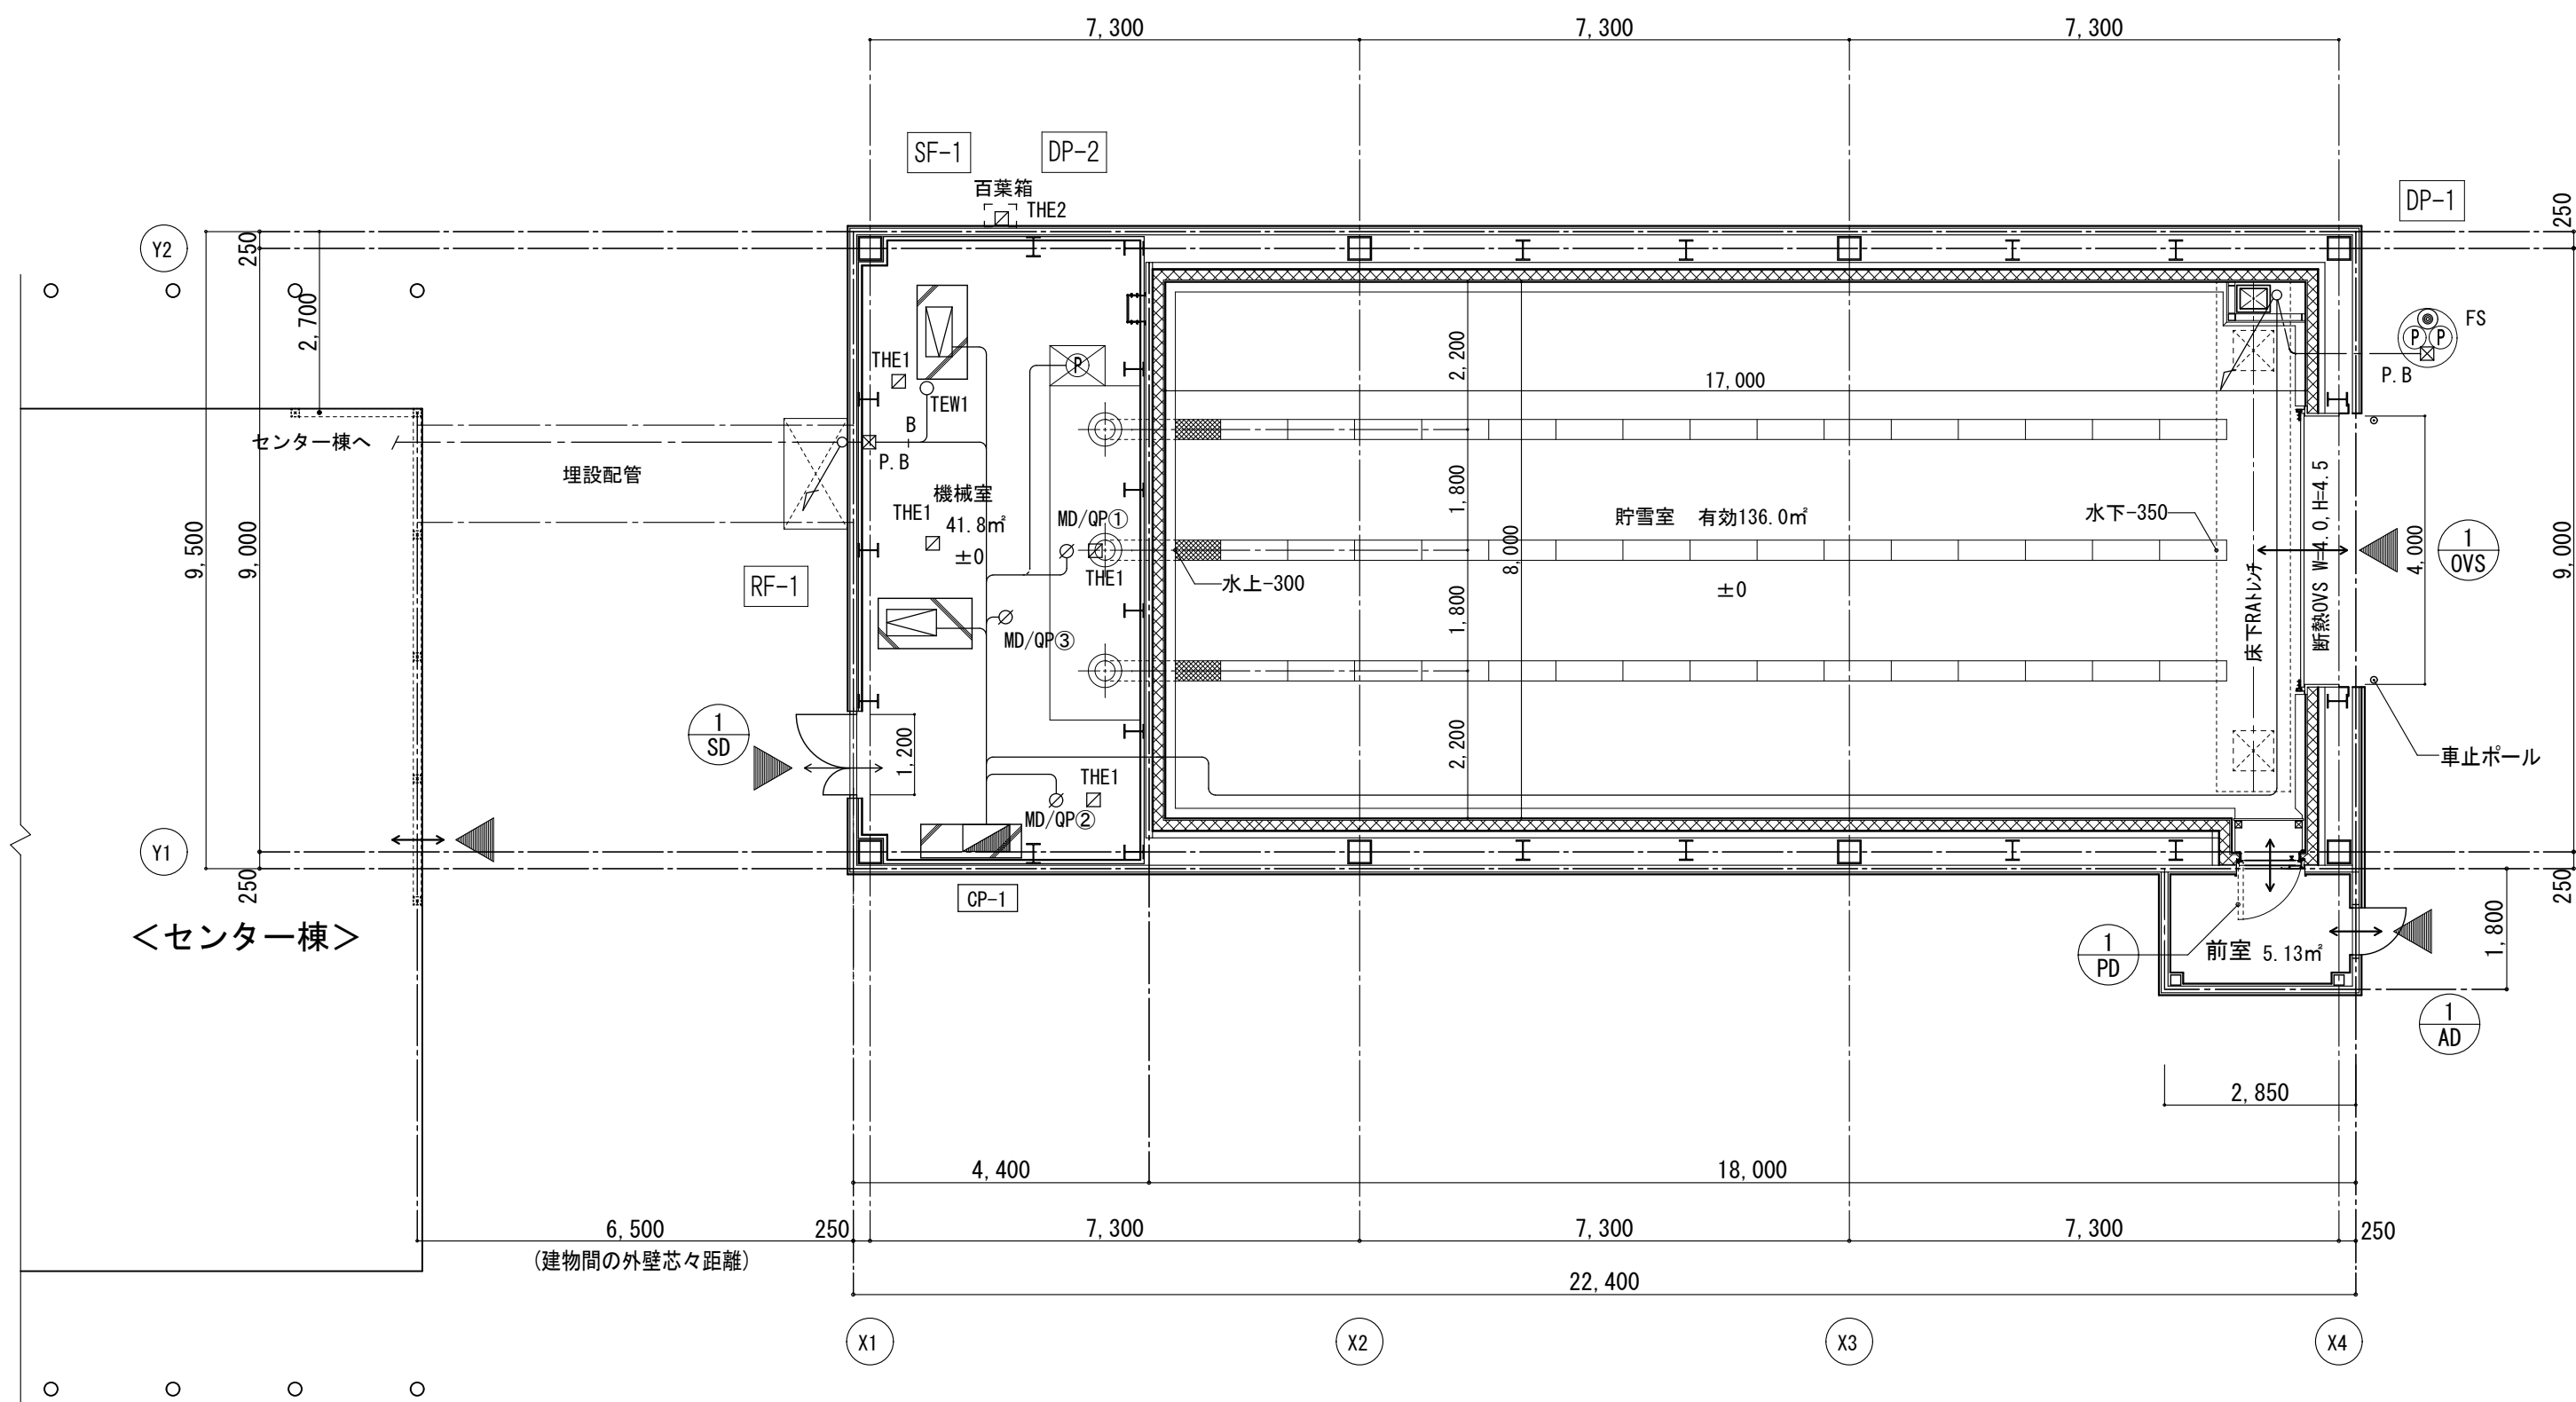 7,300
7,300
7,300
SF-1
DP-2
百葉箱
THE2
DP-1
250
Y2
250
2,700
9,500
9,000
センター棟へ
埋設配管
THE1
TEW1
B
P.B
機械室
41.8㎡
±0
THE1
MD/QP①
THE1
RF-1
MD/QP③
水上-300
2,200
17,000
1,800
8,000
貯雪室　有効136.0㎡
±0
1,800
2,200
水下-350
床下RAトレンチ
断熱OVS W=4.0,H=4.5
4,000
FS
P
P
P
P.B
1
OVS
9,000
車止ポール
1
SD
1,200
THE1
MD/QP②
CP-1
Y1
250
250
<センター棟>
1
PD
前室 5.13㎡
1,800
1
AD
2,850
4,400
18,000
6,500
(建物間の外壁芯々距離)
250
7,300
7,300
7,300
250
22,400
X1
X2
X3
X4